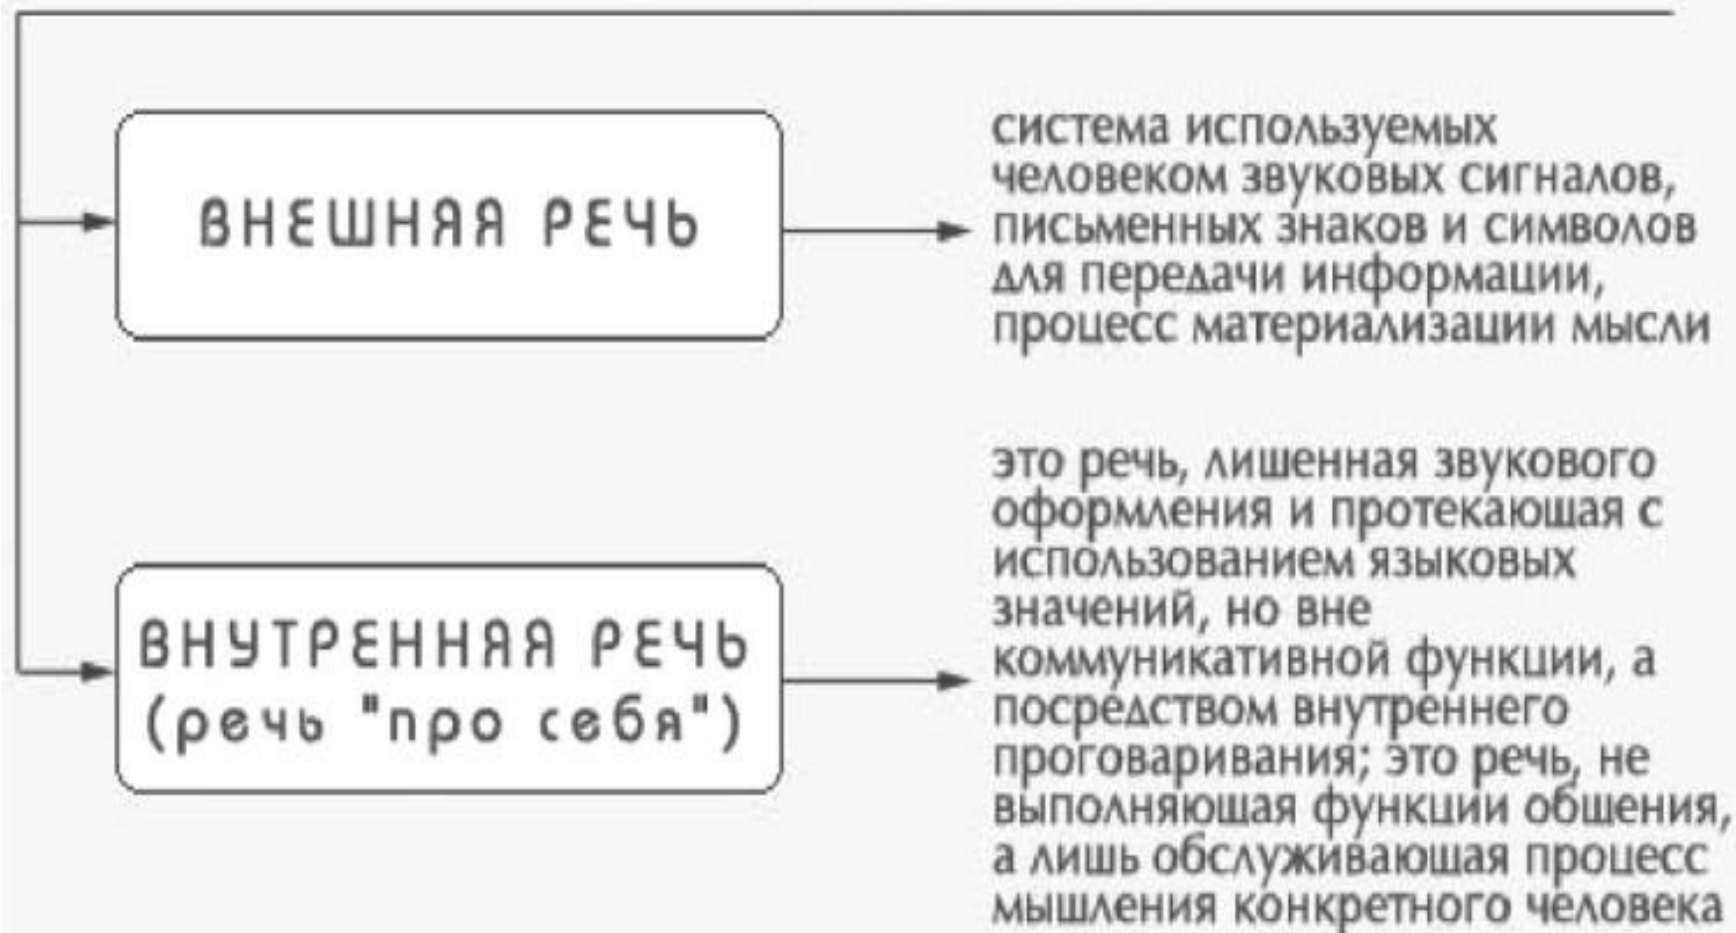 ВНЕШНЯЯ РЕЧЬ
система используемых
человеком звуковых сигналов,
письменных знаков и символов
для передачи информации,
процесс материализации мысли
ВНУТРЕННЯЯ РЕЧЬ
(речь "про себя")
это речь, лишенная звукового
оформления и протекающая с
использованием языковых
значений, но вне
коммуникативной функции, а
посредством внутреннего
проговаривания; это речь, не
выполняющая функции общения,
а лишь обслуживающая процесс
мышления конкретного человека